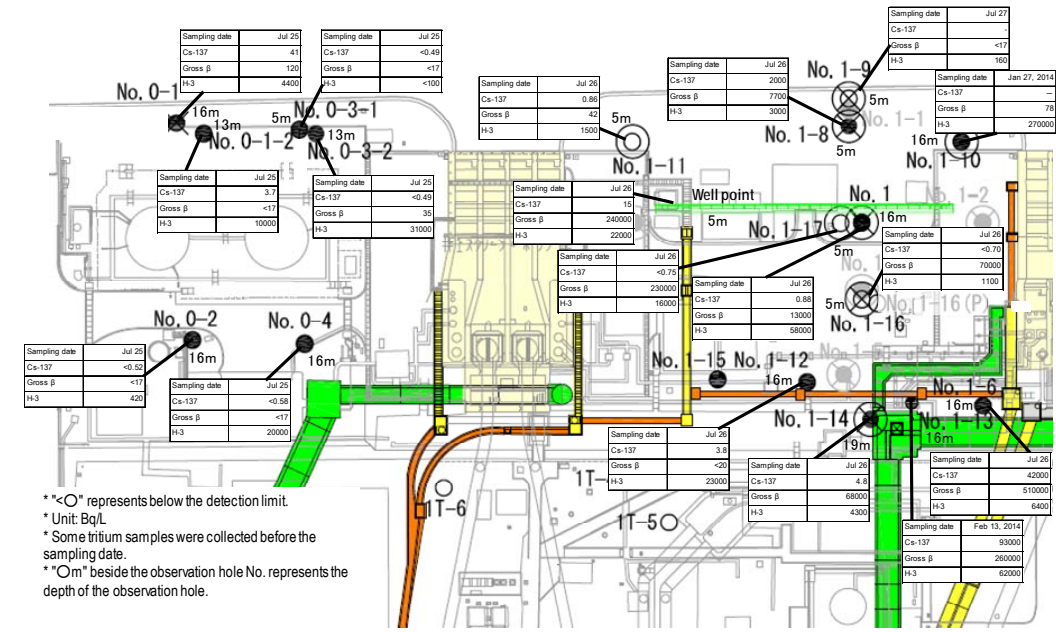 Sampling date Jul 27
Cs-137 -
Gross β <17
H-3 160
Sampling date Jul 25
Cs-137 41
Gross β 120
H-3 4400
Sampling date Jul 25
Cs-137 <0.49
Gross β <17
H-3 <100
Sampling date Jul 26
Cs-137 2000
Gross β 7700
H-3 3000
Sampling date Jan 27, 2014
Cs-137 –
Gross β 78
H-3 270000
Sampling date Jul 26
Cs-137 0.86
Gross β 42
H-3 1500
No. 0-1
16m
No. 0-1-2
13m
No. 0-3-1
5m
No. 0-3-2
13m
No. 1-9
5m
No. 1-8
5m
No. 1-1
No. 1-10
16m
No. 1-11
5m
Sampling date Jul 25
Cs-137 3.7
Gross β <17
H-3 10000
Sampling date Jul 25
Cs-137 <0.49
Gross β 35
H-3 31000
Sampling date Jul 26
Cs-137 15
Gross β 240000
H-3 22000
Well point
5m
No. 1
16m
No. 1-2
No. 1-17
5m
Sampling date Jul 26
Cs-137 <0.75
Gross β 230000
H-3 16000
Sampling date Jul 26
Cs-137 0.88
Gross β 13000
H-3 58000
Sampling date Jul 26
Cs-137 <0.70
Gross β 70000
H-3 1100
5m
No. 1-16(P)
No. 1-16
No. 0-2
16m
No. 0-4
16m
Sampling date Jul 25
Cs-137 <0.52
Gross β <17
H-3 420
Sampling date Jul 25
Cs-137 <0.58
Gross β <17
H-3 20000
No. 1-15
No. 1-12
16m
No. 1-6
16m
No. 1-14
19m
No. 1-13
16m
Sampling date Jul 26
Cs-137 3.8
Gross β <20
H-3 23000
Sampling date Jul 26
Cs-137 4.8
Gross β 68000
H-3 4300
Sampling date Jul 26
Cs-137 42000
Gross β 510000
H-3 6400
Sampling date Feb 13, 2014
Cs-137 93000
Gross β 260000
H-3 62000
1T-6
1T-5
* "<○" represents below the detection limit.
* Unit: Bq/L
* Some tritium samples were collected before the
sampling date.
* "○m" beside the observation hole No. represents the
depth of the observation hole.